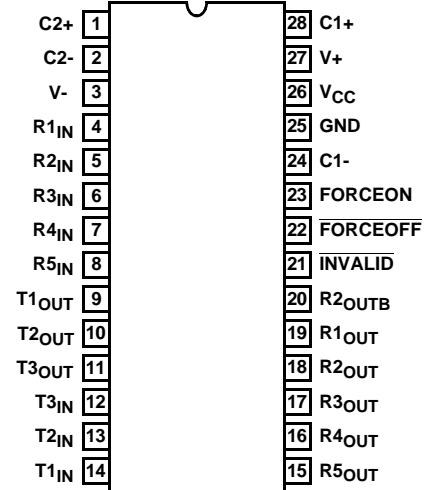 C2+ 1 28 C1+
C2- 2 27 V+
V- 3 26 VCC
R1IN 4 25 GND
R2IN 5 24 C1-
R3IN 6 23 FORCEON
R4IN 7 22 FORCEOFF
R5IN 8 21 INVALID
T1OUT 9 20 R2OUTB
T2OUT 10 19 R1OUT
T3OUT 11 18 R2OUT
T3IN 12 17 R3OUT
T2IN 13 16 R4OUT
T1IN 14 15 R5OUT